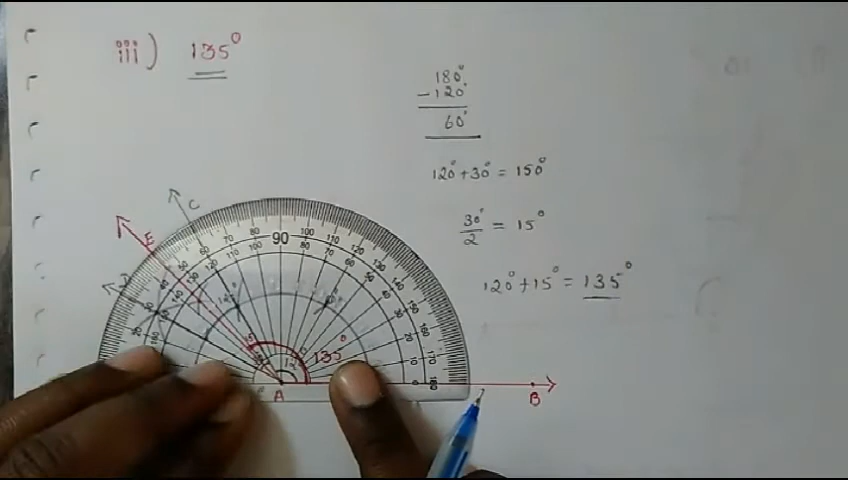 iii) 135°
180°
-120°
60°
120° + 30° = 150°
30°/2 = 15°
120° + 15° = 135°
C
E
D
90
135°
A
B